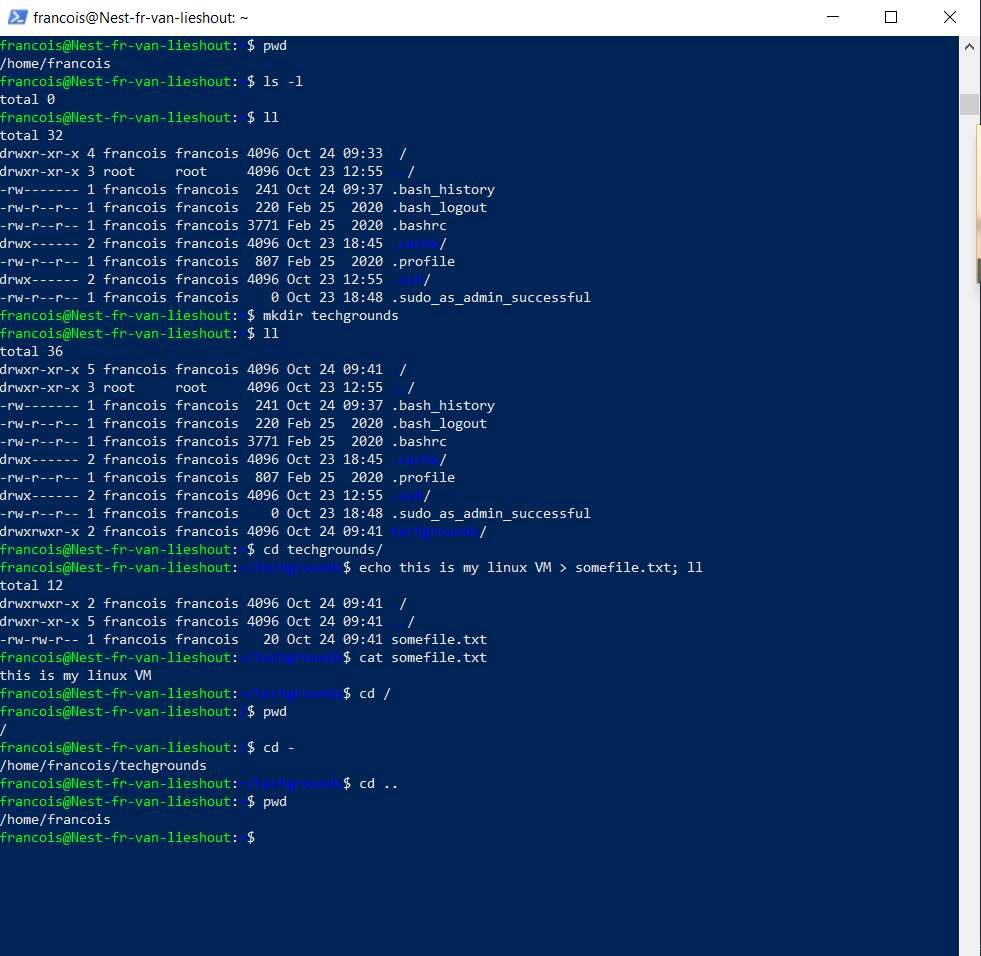 francois@Nest-fr-van-lieshout: ~
francois@Nest-fr-van-lieshout:~$ pwd
/home/francois
francois@Nest-fr-van-lieshout:~$ ls -l
total 0
francois@Nest-fr-van-lieshout:~$ ll
total 32
drwxr-xr-x 4 francois francois 4096 Oct 24 09:33 ./
drwxr-xr-x 3 root     root     4096 Oct 23 12:55 ../
-rw------- 1 francois francois  241 Oct 24 09:37 .bash_history
-rw-r--r-- 1 francois francois  220 Feb 25  2020 .bash_logout
-rw-r--r-- 1 francois francois 3771 Feb 25  2020 .bashrc
drwx------ 2 francois francois 4096 Oct 23 18:45 .cache/
-rw-r--r-- 1 francois francois  807 Feb 25  2020 .profile
drwx------ 2 francois francois 4096 Oct 23 12:55 .ssh/
-rw-r--r-- 1 francois francois    0 Oct 23 18:48 .sudo_as_admin_successful
francois@Nest-fr-van-lieshout:~$ mkdir techgrounds
francois@Nest-fr-van-lieshout:~$ ll
total 36
drwxr-xr-x 5 francois francois 4096 Oct 24 09:41 ./
drwxr-xr-x 3 root     root     4096 Oct 23 12:55 ../
-rw------- 1 francois francois  241 Oct 24 09:37 .bash_history
-rw-r--r-- 1 francois francois  220 Feb 25  2020 .bash_logout
-rw-r--r-- 1 francois francois 3771 Feb 25  2020 .bashrc
drwx------ 2 francois francois 4096 Oct 23 18:45 .cache/
-rw-r--r-- 1 francois francois  807 Feb 25  2020 .profile
drwx------ 2 francois francois 4096 Oct 23 12:55 .ssh/
-rw-r--r-- 1 francois francois    0 Oct 23 18:48 .sudo_as_admin_successful
drwxrwxr-x 2 francois francois 4096 Oct 24 09:41 techgrounds/
francois@Nest-fr-van-lieshout:~$ cd techgrounds/
francois@Nest-fr-van-lieshout:~/techgrounds$ echo this is my linux VM > somefile.txt; ll
total 12
drwxrwxr-x 2 francois francois 4096 Oct 24 09:41 ./
drwxr-xr-x 5 francois francois 4096 Oct 24 09:41 ../
-rw-rw-r-- 1 francois francois   20 Oct 24 09:41 somefile.txt
francois@Nest-fr-van-lieshout:~/techgrounds$ cat somefile.txt
this is my linux VM
francois@Nest-fr-van-lieshout:~/techgrounds$ cd /
francois@Nest-fr-van-lieshout:/$ pwd
/
francois@Nest-fr-van-lieshout:/$ cd -
/home/francois/techgrounds
francois@Nest-fr-van-lieshout:~/techgrounds$ cd ..
francois@Nest-fr-van-lieshout:~$ pwd
/home/francois
francois@Nest-fr-van-lieshout:~$